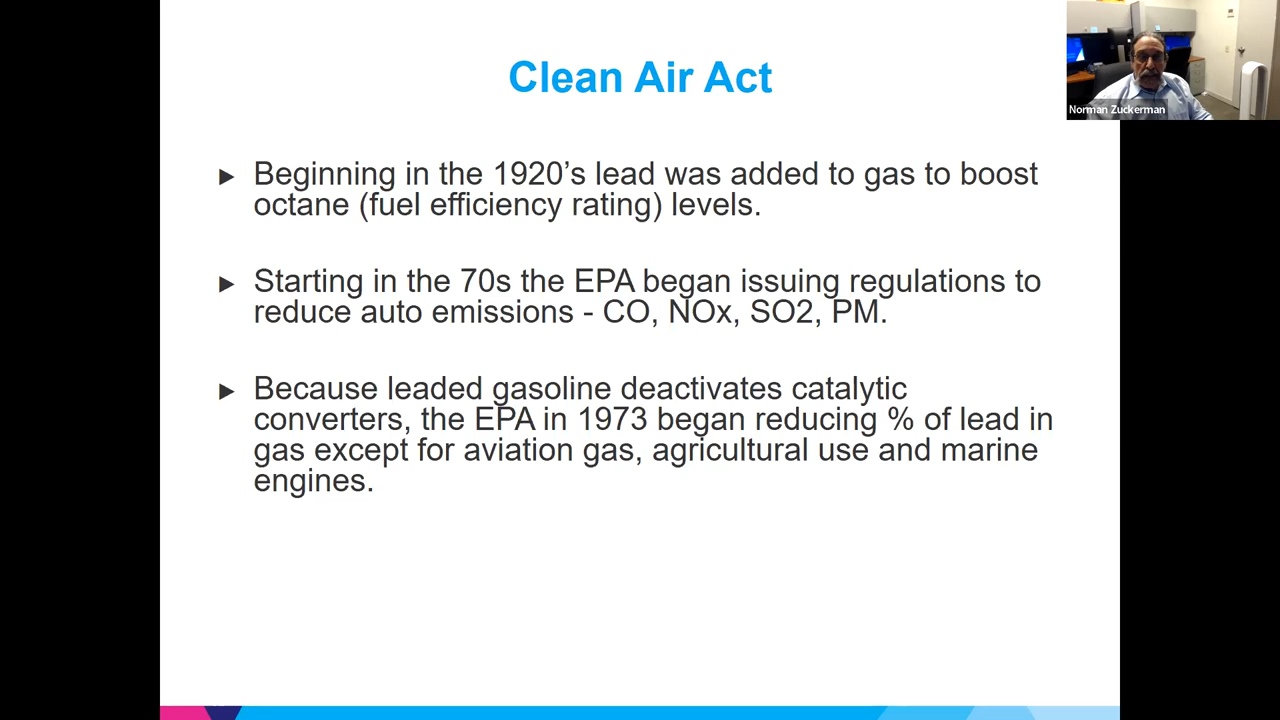 Clean Air Act
Norman Zuckerman
Beginning in the 1920’s lead was added to gas to boost
octane (fuel efficiency rating) levels.
Starting in the 70s the EPA began issuing regulations to
reduce auto emissions - CO, NOx, SO2, PM.
Because leaded gasoline deactivates catalytic
converters, the EPA in 1973 began reducing % of lead in
gas except for aviation gas, agricultural use and marine
engines.